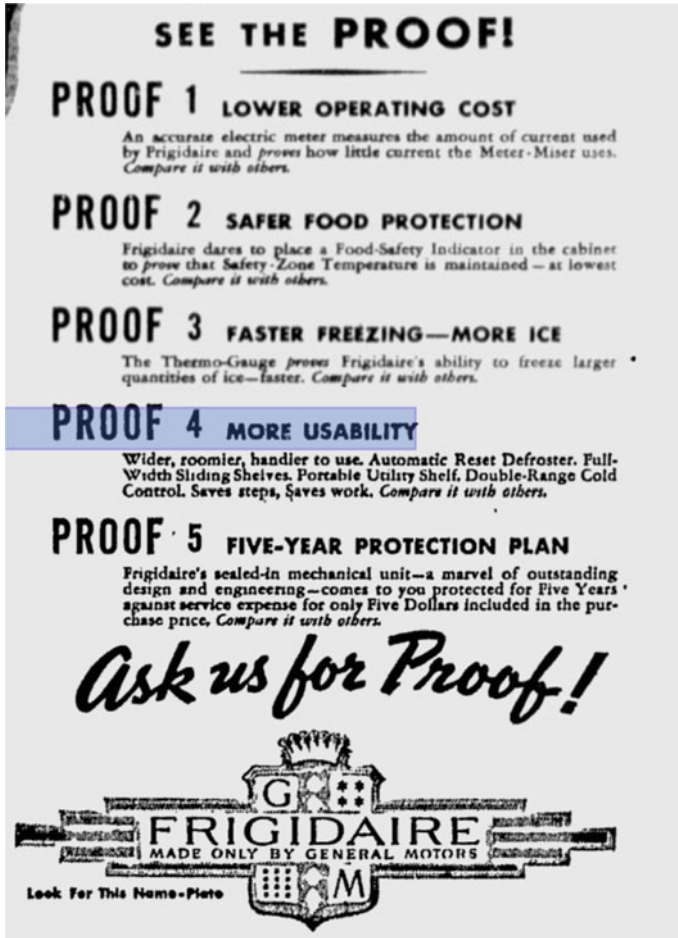 SEE THE PROOF!
PROOF 1 LOWER OPERATING COST
An accurate electric meter measures the amount of current used
by Frigidaire and proves how little current the Meter-Miser uses.
Compare it with others.
PROOF 2 SAFER FOOD PROTECTION
Frigidaire dares to place a Food-Safety Indicator in the cabinet
to prove that Safety-Zone Temperature is maintained—at lowest
cost. Compare it with others.
PROOF 3 FASTER FREEZING—MORE ICE
The Thermo-Gauge proves Frigidaire's ability to freeze larger
quantities of ice—faster. Compare it with others.
PROOF 4 MORE USABILITY
Wider, roomier, handier to use. Automatic Reset Defroster. Full-
Width Sliding Shelves. Portable Utility Shelf. Double-Range Cold
Control. Saves steps, Saves work. Compare it with others.
PROOF 5 FIVE-YEAR PROTECTION PLAN
Frigidaire's sealed-in mechanical unit—a marvel of outstanding
design and engineering—comes to you protected for Five Years
against service expense for only Five Dollars included in the pur-
chase price. Compare it with others.
Ask us for Proof!
G
FRIGIDAIRE
MADE ONLY BY GENERAL MOTORS
M
Look For This Name-Plate